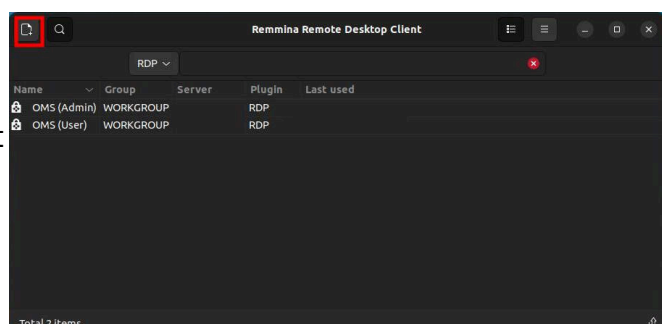 Remmina Remote Desktop Client
RDP
Name Group Server Plugin Last used
OMS (Admin) WORKGROUP RDP
OMS (User) WORKGROUP RDP
Total 2 items.